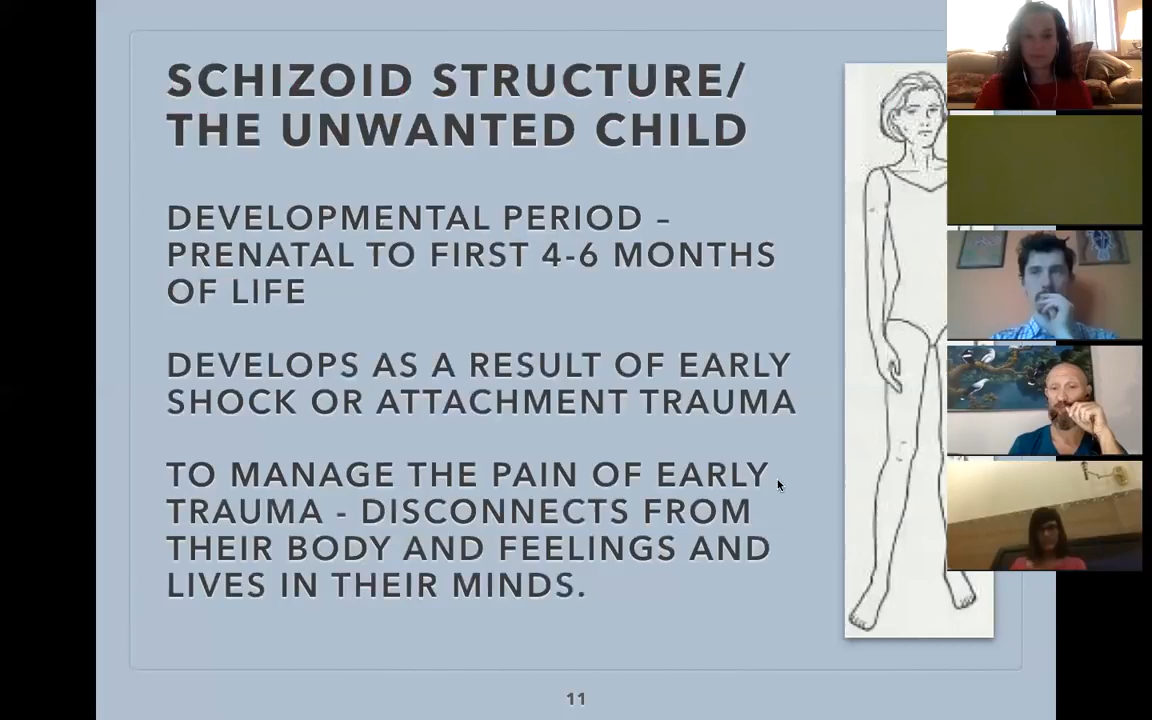 SCHIZOID STRUCTURE/
THE UNWANTED CHILD
DEVELOPMENTAL PERIOD –
PRENATAL TO FIRST 4-6 MONTHS
OF LIFE
DEVELOPS AS A RESULT OF EARLY
SHOCK OR ATTACHMENT TRAUMA
TO MANAGE THE PAIN OF EARLY
TRAUMA - DISCONNECTS FROM
THEIR BODY AND FEELINGS AND
LIVES IN THEIR MINDS.
11